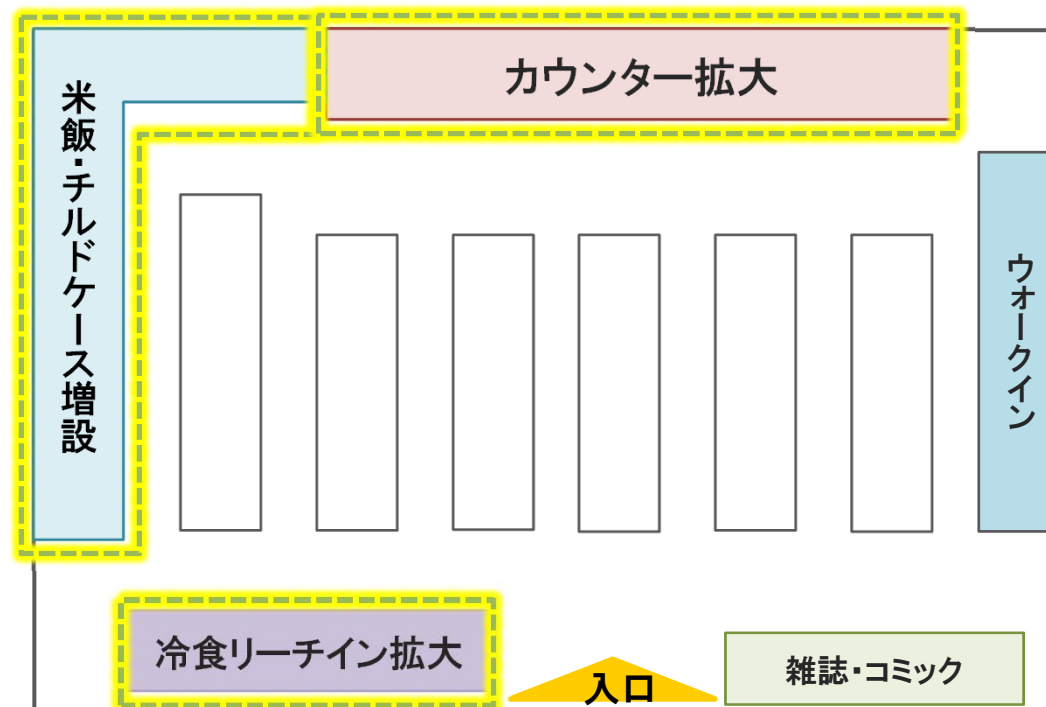 カウンター拡大
米飯・チルドケース増設
ウォークイン
冷食リーチイン拡大
入口
雑誌・コミック